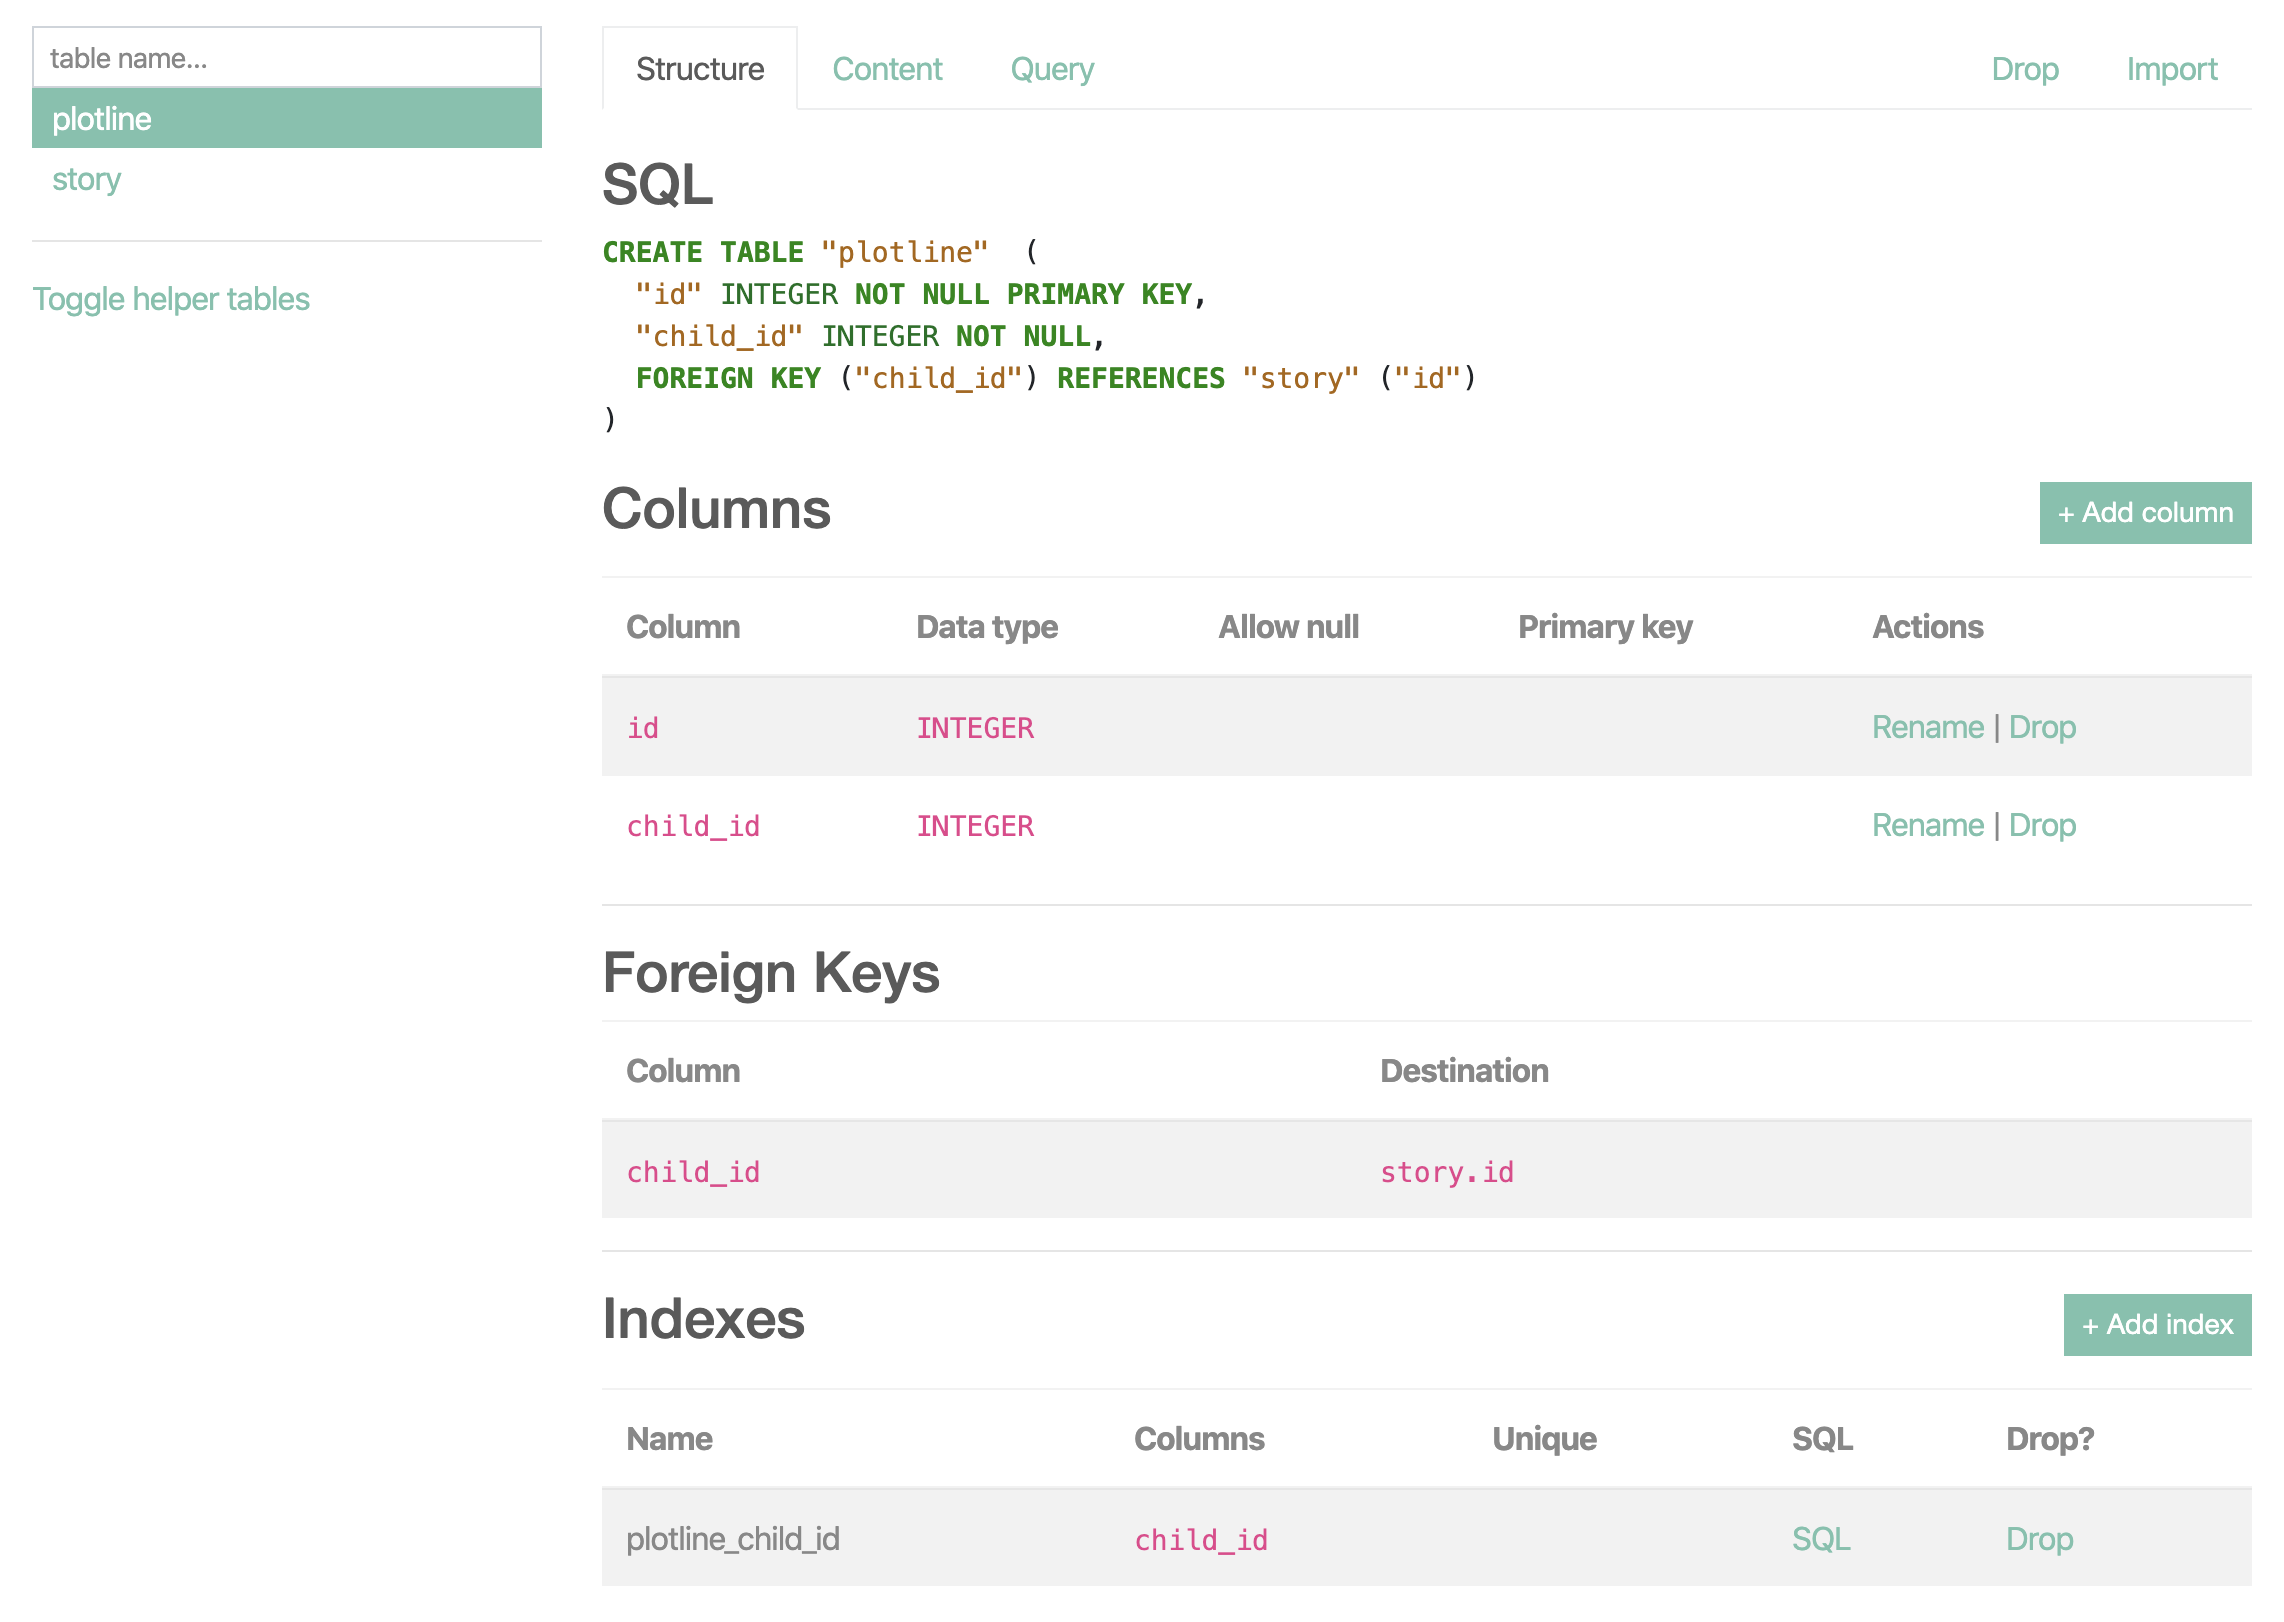 table name...
plotline
story
Toggle helper tables
Structure Content Query Drop Import
SQL
CREATE TABLE "plotline"  (
  "id" INTEGER NOT NULL PRIMARY KEY,
  "child_id" INTEGER NOT NULL,
  FOREIGN KEY ("child_id") REFERENCES "story" ("id")
)
Columns
+ Add column
Column Data type Allow null Primary key Actions
id INTEGER Rename | Drop
child_id INTEGER Rename | Drop
Foreign Keys
Column Destination
child_id story.id
Indexes
+ Add index
Name Columns Unique SQL Drop?
plotline_child_id child_id SQL Drop